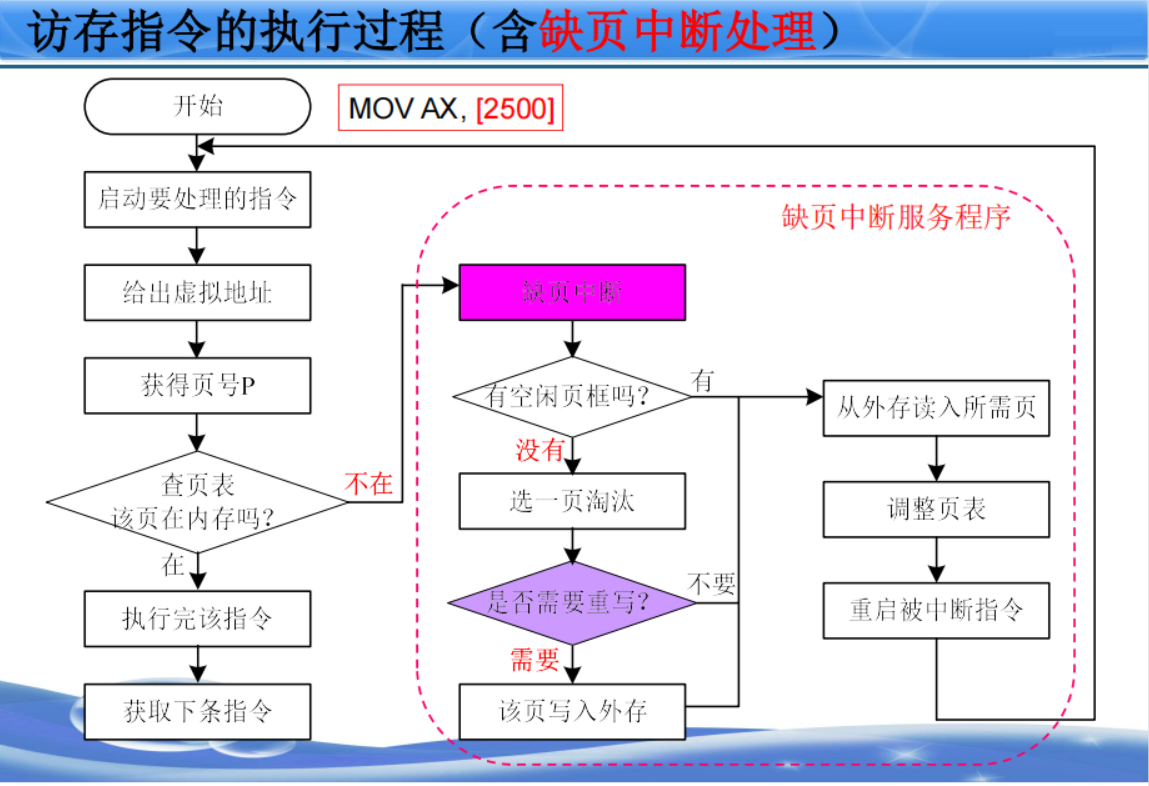 访存指令的执行过程（含缺页中断处理）
开始
MOV AX, [2500]
启动要处理的指令
给出虚拟地址
获得页号P
查页表
该页在内存吗？
不在
在
执行完该指令
获取下条指令
缺页中断服务程序
缺页中断
有空闲页框吗？
有
没有
选一页淘汰
是否需要重写？
不要
需要
该页写入外存
从外存读入所需页
调整页表
重启被中断指令